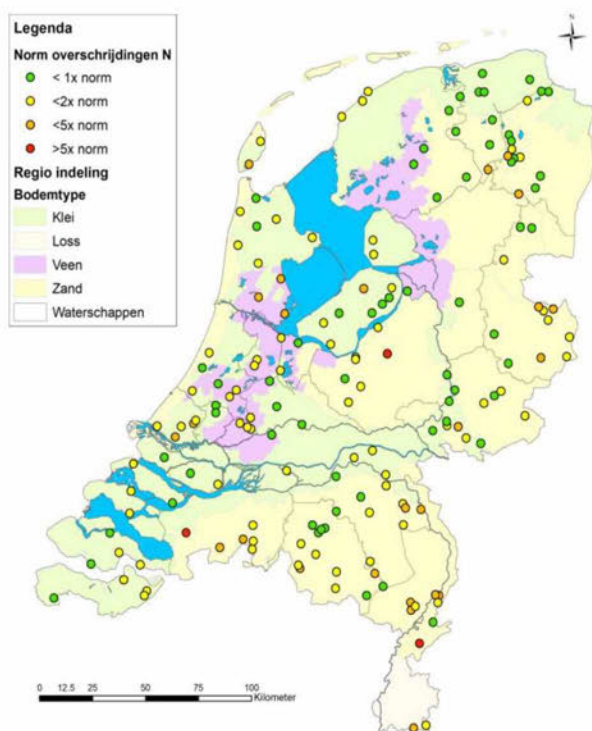 Legenda
Norm overschrijdingen N
< 1x norm
<2x norm
<5x norm
>5x norm
Regio indeling
Bodemtype
Klei
Loss
Veen
Zand
Waterschappen
N
0 12.5 25 50 75 100
Kilometer